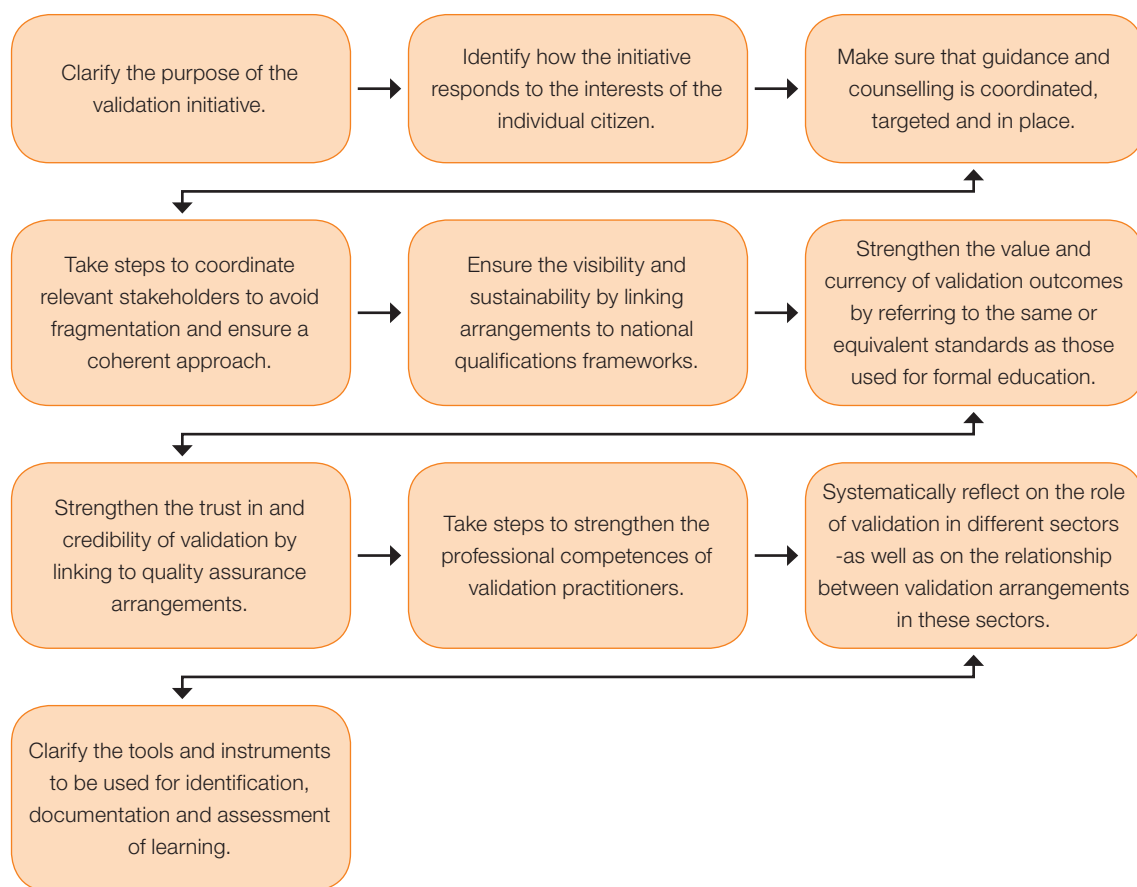 Clarify the purpose of the
validation initiative.
Identify how the initiative
responds to the interests of the
individual citizen.
Make sure that guidance and
counselling is coordinated,
targeted and in place.
Take steps to coordinate
relevant stakeholders to avoid
fragmentation and ensure a
coherent approach.
Ensure the visibility and
sustainability by linking
arrangements to national
qualifications frameworks.
Strengthen the value and
currency of validation outcomes
by referring to the same or
equivalent standards as those
used for formal education.
Strengthen the trust in and
credibility of validation by
linking to quality assurance
arrangements.
Take steps to strengthen the
professional competences of
validation practitioners.
Systematically reflect on the role
of validation in different sectors
-as well as on the relationship
between validation arrangements
in these sectors.
Clarify the tools and instruments
to be used for identification,
documentation and assessment
of learning.